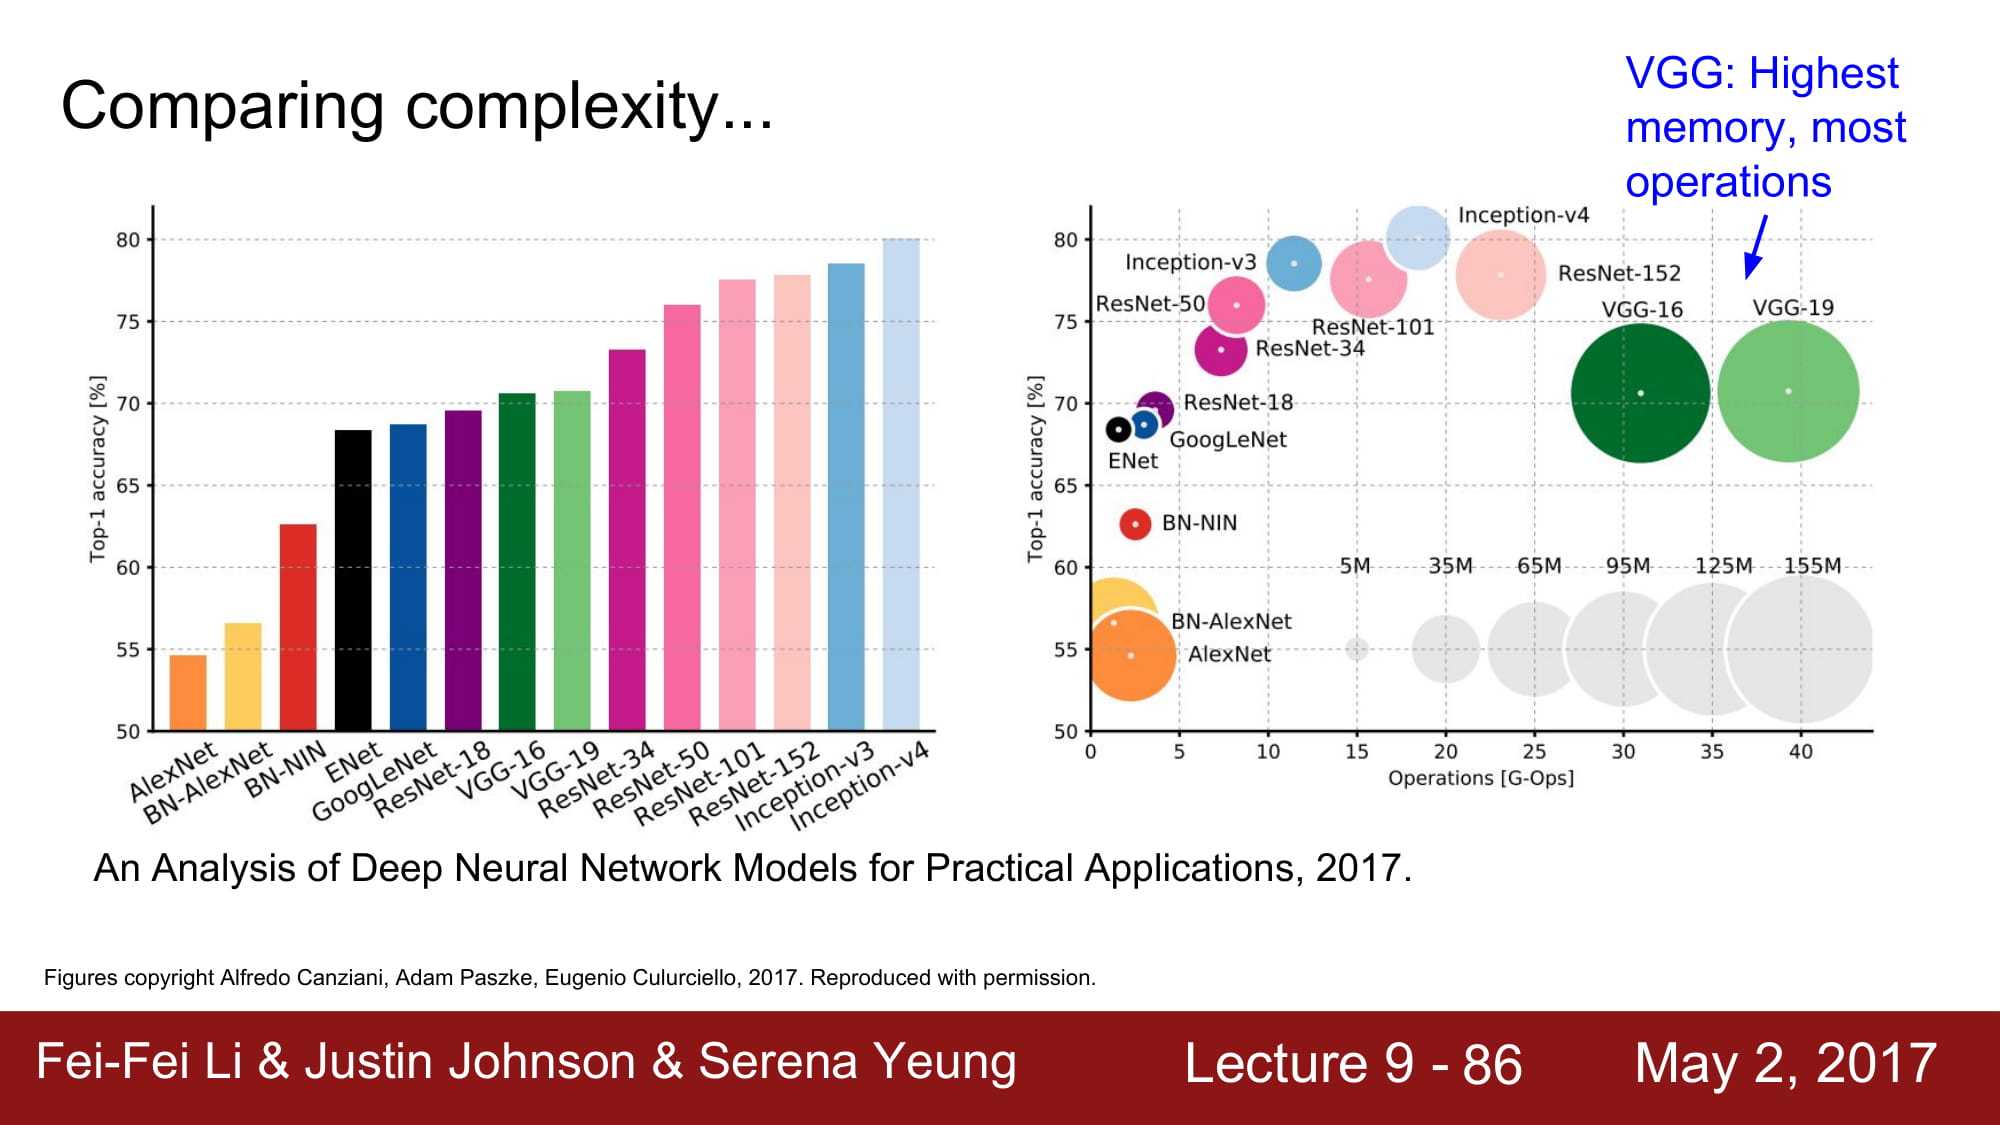 Comparing complexity...
VGG: Highest
memory, most
operations
80
75
70
65
60
55
50
Top-1 accuracy [%]
AlexNet
BN-AlexNet
BN-NIN
ENet
GoogLeNet
ResNet-18
VGG-16
VGG-19
ResNet-34
ResNet-50
ResNet-101
ResNet-152
Inception-v3
Inception-v4
80
75
70
65
60
55
50
Top-1 accuracy [%]
Inception-v4
Inception-v3
ResNet-152
ResNet-50
VGG-16
VGG-19
ResNet-101
ResNet-34
ResNet-18
GoogLeNet
ENet
BN-NIN
5M 35M 65M 95M 125M 155M
BN-AlexNet
AlexNet
0 5 10 15 20 25 30 35 40
Operations [G-Ops]
An Analysis of Deep Neural Network Models for Practical Applications, 2017.
Figures copyright Alfredo Canziani, Adam Paszke, Eugenio Culurciello, 2017. Reproduced with permission.
Fei-Fei Li & Justin Johnson & Serena Yeung
Lecture 9 - 86
May 2, 2017